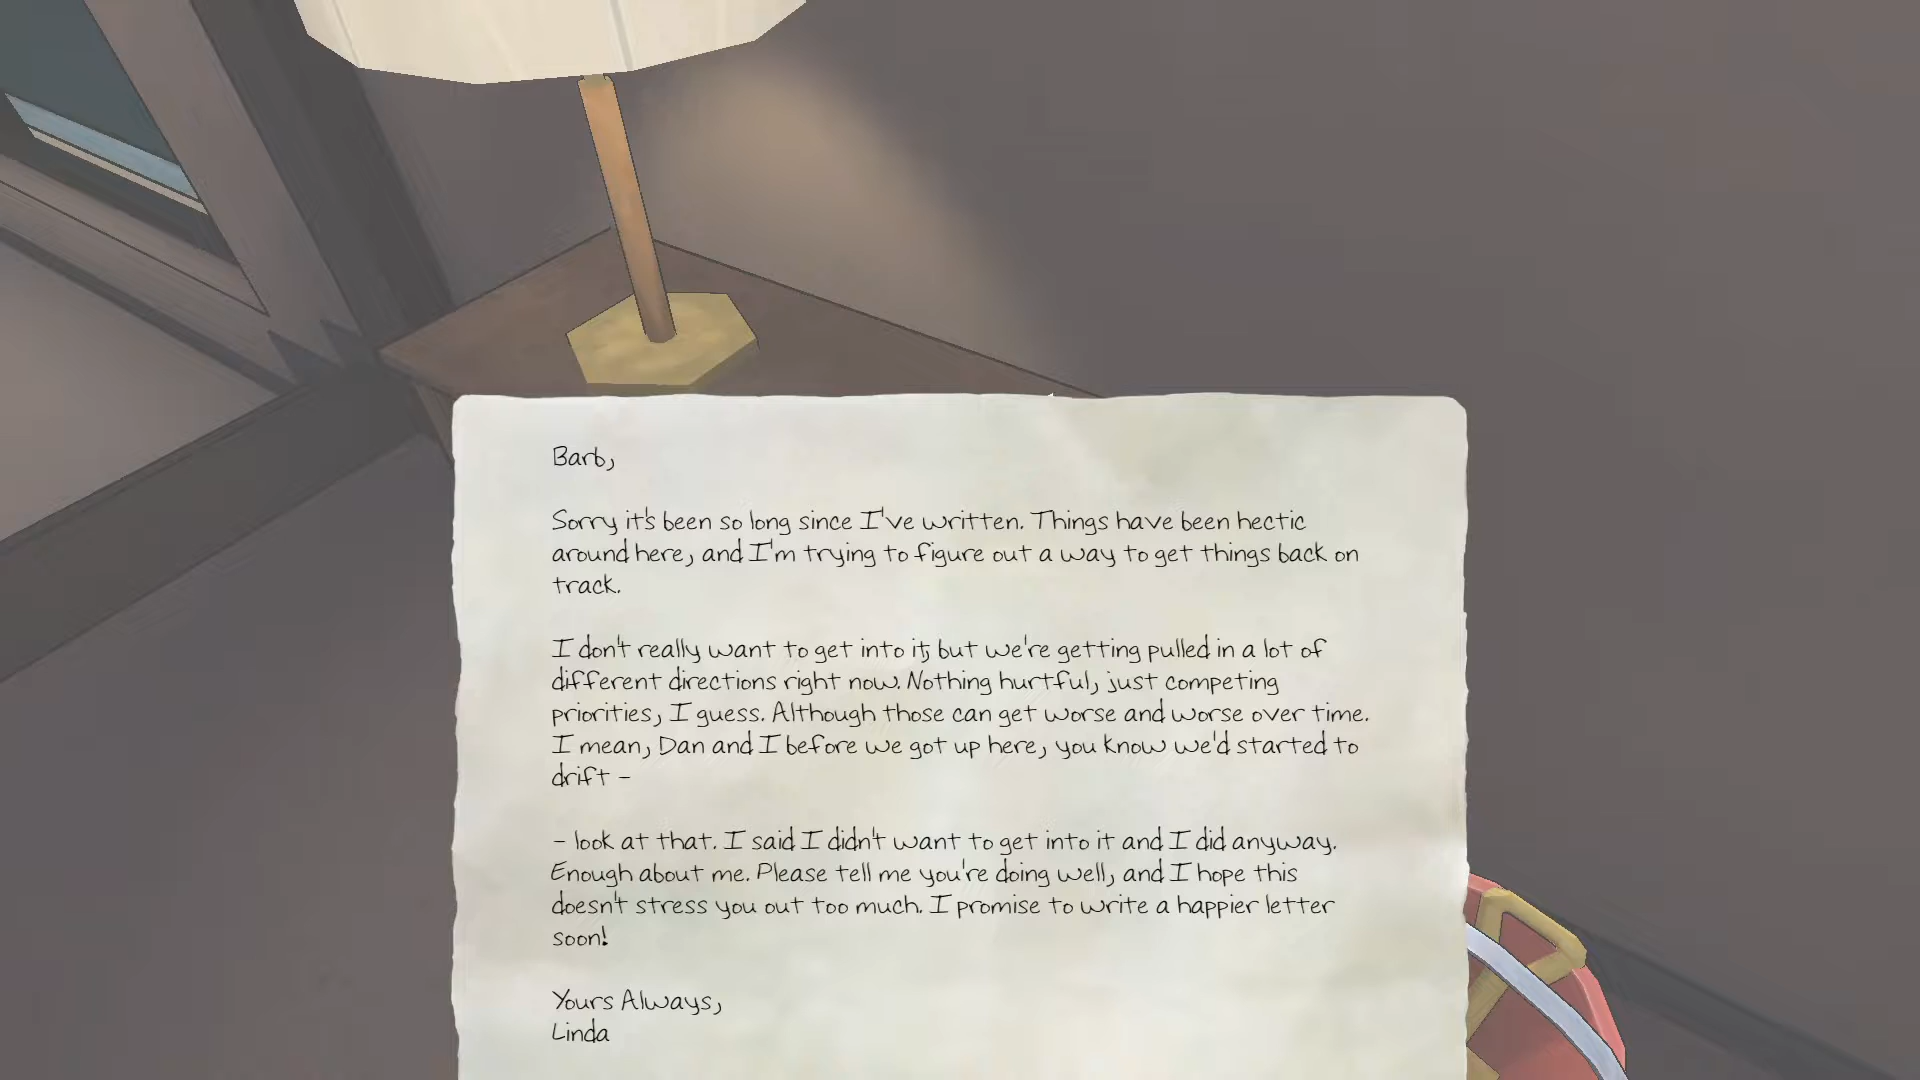 Barb,
Sorry it's been so long since I've written. Things have been hectic
around here, and I'm trying to figure out a way to get things back on
track.
I don't really want to get into it, but we're getting pulled in a lot of
different directions right now. Nothing hurtful, just competing
priorities, I guess. Although those can get worse and worse over time.
I mean, Dan and I before we got up here, you know we'd started to
drift -
- look at that. I said I didn't want to get into it and I did anyway.
Enough about me. Please tell me you're doing well, and I hope this
doesn't stress you out too much. I promise to write a happier letter
soon!
Yours Always,
Linda